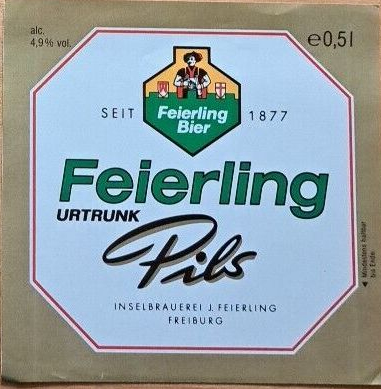 alc.
4,9% vol.
e0,5l
SEIT
1877
Feierling
Bier
Feierling
URTRUNK
Pils
INSELBRAUEREI J. FEIERLING
FREIBURG
Mindestens haltbar
bis Ende: